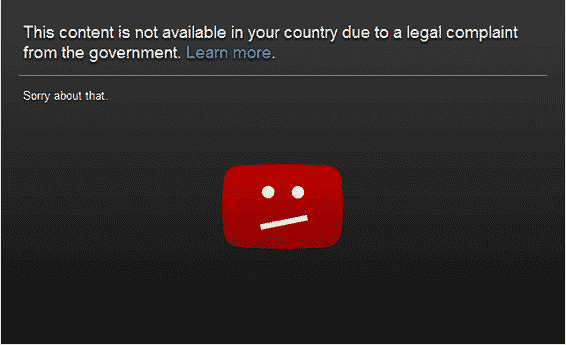 This content is not available in your country due to a legal complaint
from the government. Learn more.
Sorry about that.